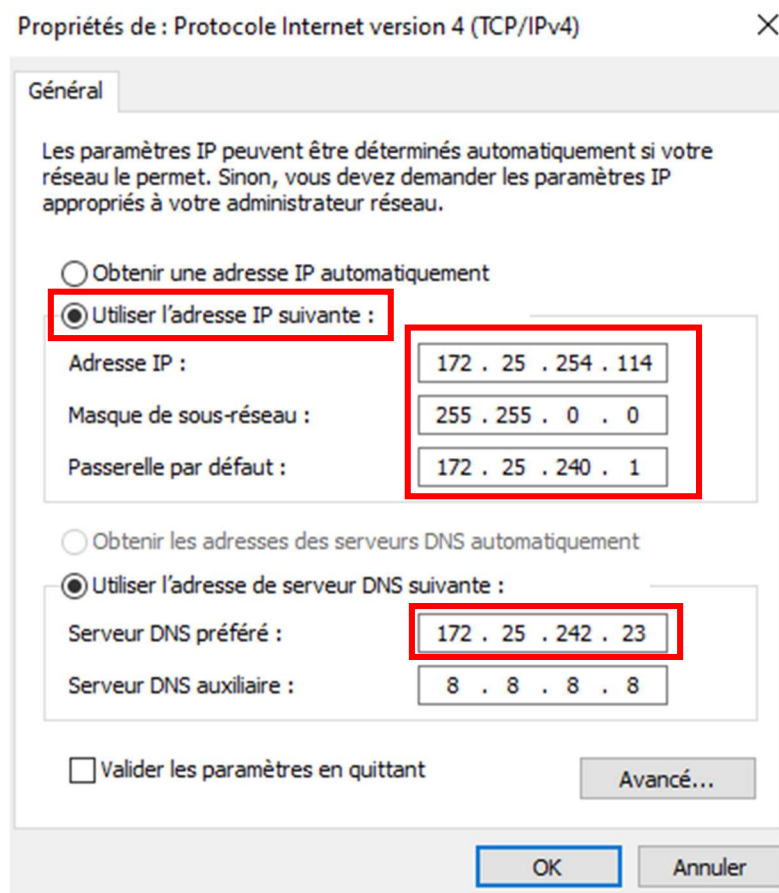 Propriétés de : Protocole Internet version 4 (TCP/IPv4)
Général
Les paramètres IP peuvent être déterminés automatiquement si votre
réseau le permet. Sinon, vous devez demander les paramètres IP
appropriés à votre administrateur réseau.
Obtenir une adresse IP automatiquement
Utiliser l'adresse IP suivante :
Adresse IP : 172 . 25 . 254 . 114
Masque de sous-réseau : 255 . 255 . 0 . 0
Passerelle par défaut : 172 . 25 . 240 . 1
Obtenir les adresses des serveurs DNS automatiquement
Utiliser l'adresse de serveur DNS suivante :
Serveur DNS préféré : 172 . 25 . 242 . 23
Serveur DNS auxiliaire : 8 . 8 . 8 . 8
Valider les paramètres en quittant
Avancé...
OK Annuler